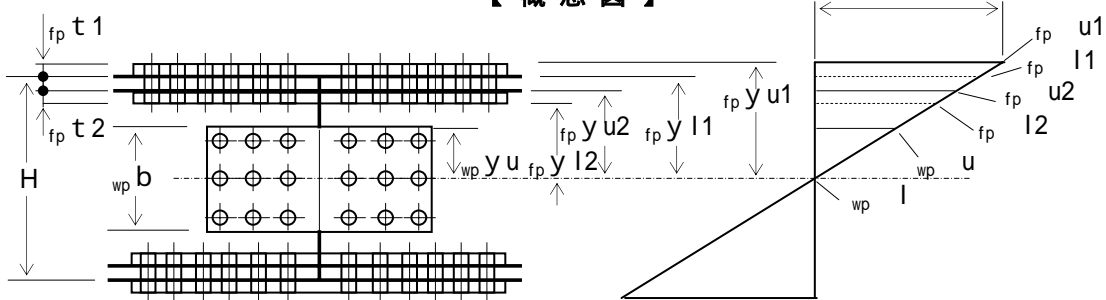 【 概 念 図 】
fp t1
fp t2
H
wp b
wp yu
fp y l2
fp y u2
fp y l1
fp y u1
fp u1
fp l1
fp u2
fp l2
wp u
wp l